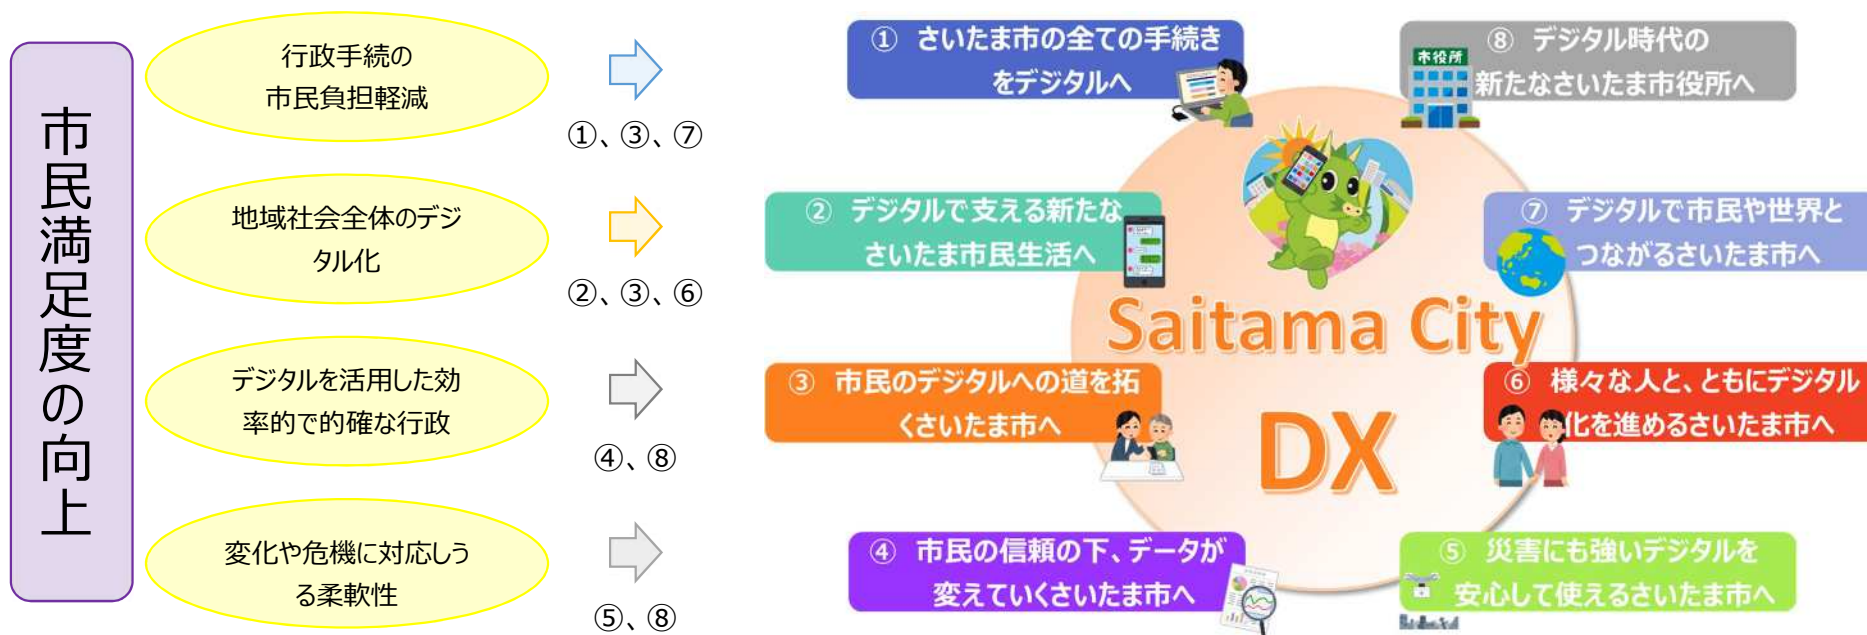 市民満足度の向上
行政手続の
市民負担軽減
①、③、⑦
地域社会全体のデジ
タル化
②、③、⑥
デジタルを活用した効
率的で的確な行政
④、⑧
変化や危機に対応しう
る柔軟性
⑤、⑧
① さいたま市の全ての手続き
をデジタルへ
② デジタルで支える新たな
さいたま市民生活へ
③ 市民のデジタルへの道を拓
くさいたま市へ
④ 市民の信頼の下、データが
変えていくさいたま市へ
Saitama City
DX
⑧ デジタル時代の
新たなさいたま市役所へ
市役所
⑦ デジタルで市民や世界と
つながるさいたま市へ
⑥ 様々な人と、ともにデジタル
化を進めるさいたま市へ
⑤ 災害にも強いデジタルを
安心して使えるさいたま市へ